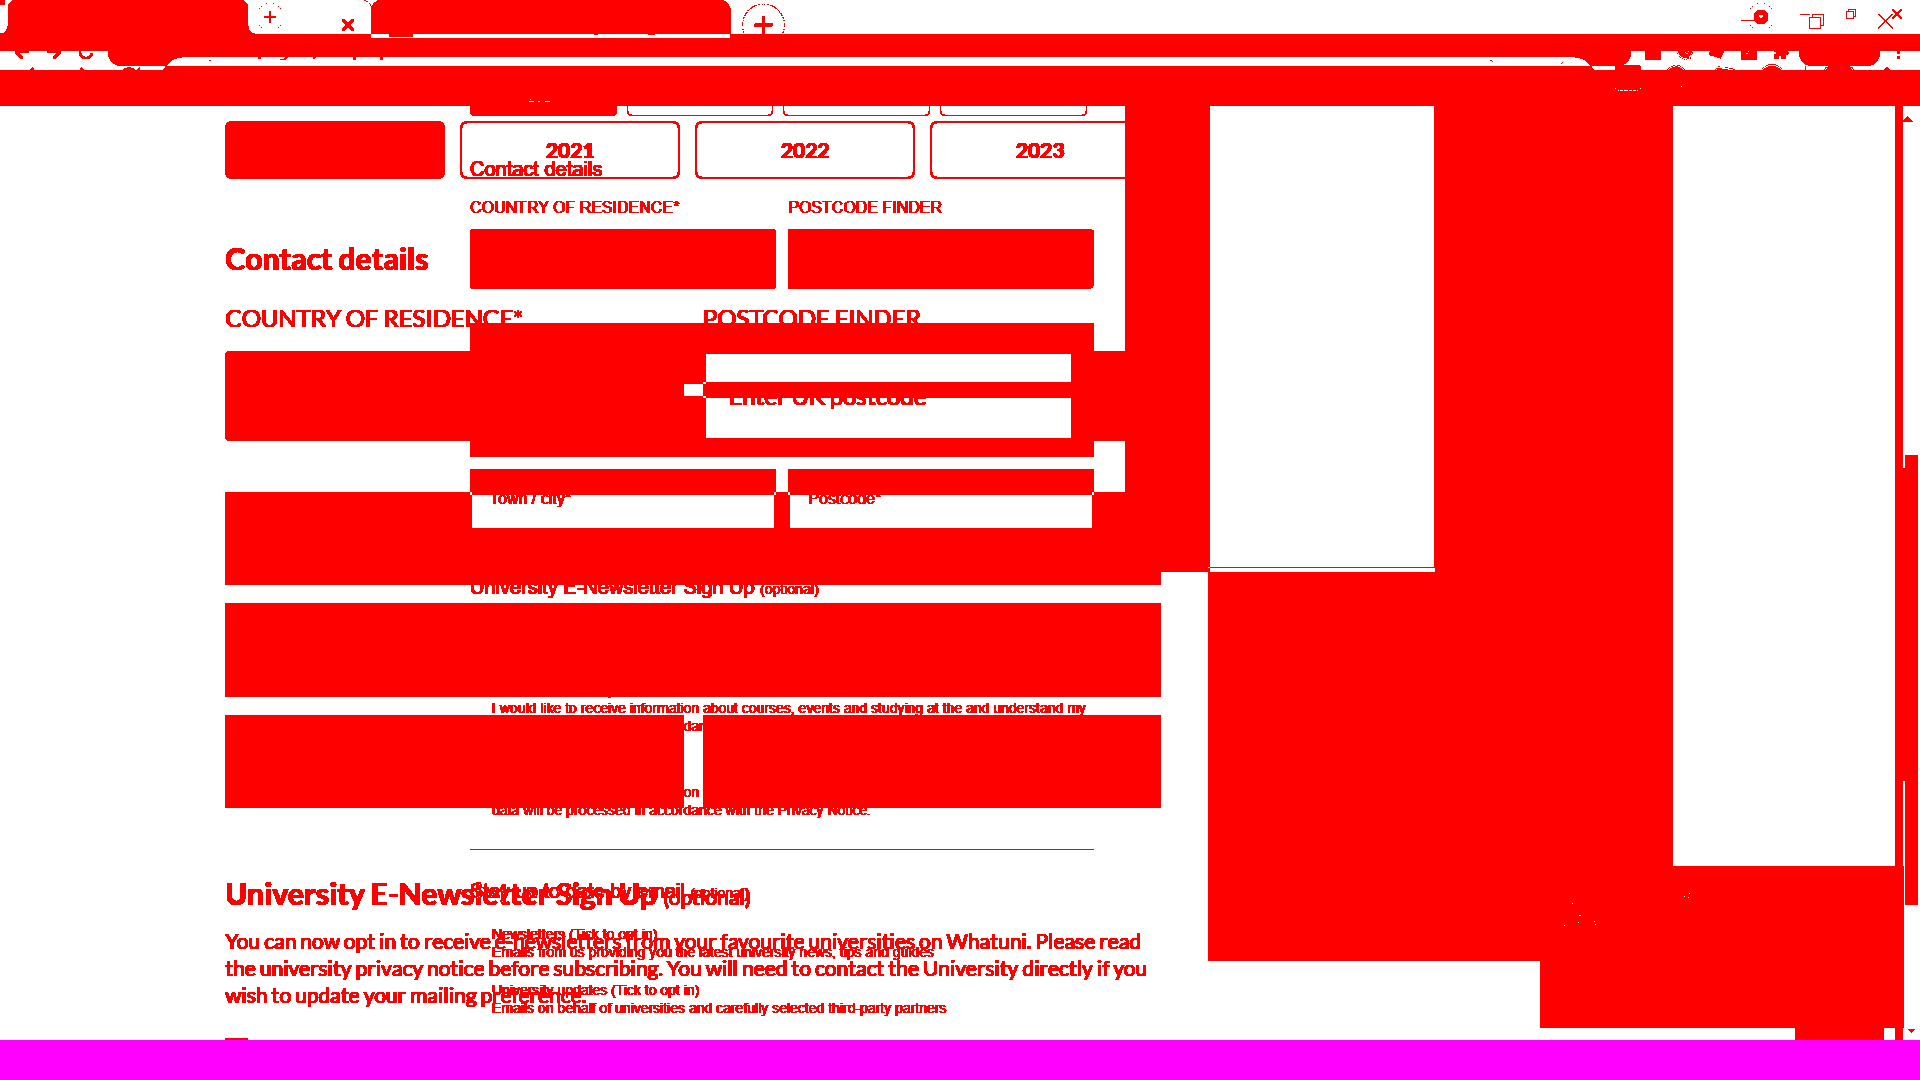 2021
2022
2023
Contact details
COUNTRY OF RESIDENCE*
POSTCODE FINDER
Contact details
COUNTRY OF RESIDENCE*
POSTCODE FINDER
Enter UK postcode
Town / city*
Postcode*
University E-Newsletter Sign Up (optional)
I would like to receive information about courses, events and studying at the and understand my
data will be processed in accordance with the Privacy Notice.
University E-Newsletter Sign Up (optional)
Stay up to date by email (optional)
Newsletters (Tick to opt in)
You can now opt in to receive e-newsletters from your favourite universities on Whatuni. Please read
Emails from us providing you the latest university news, tips and guides
the university privacy notice before subscribing. You will need to contact the University directly if you
University updates (Tick to opt in)
wish to update your mailing preference.
Emails on behalf of universities and carefully selected third-party partners